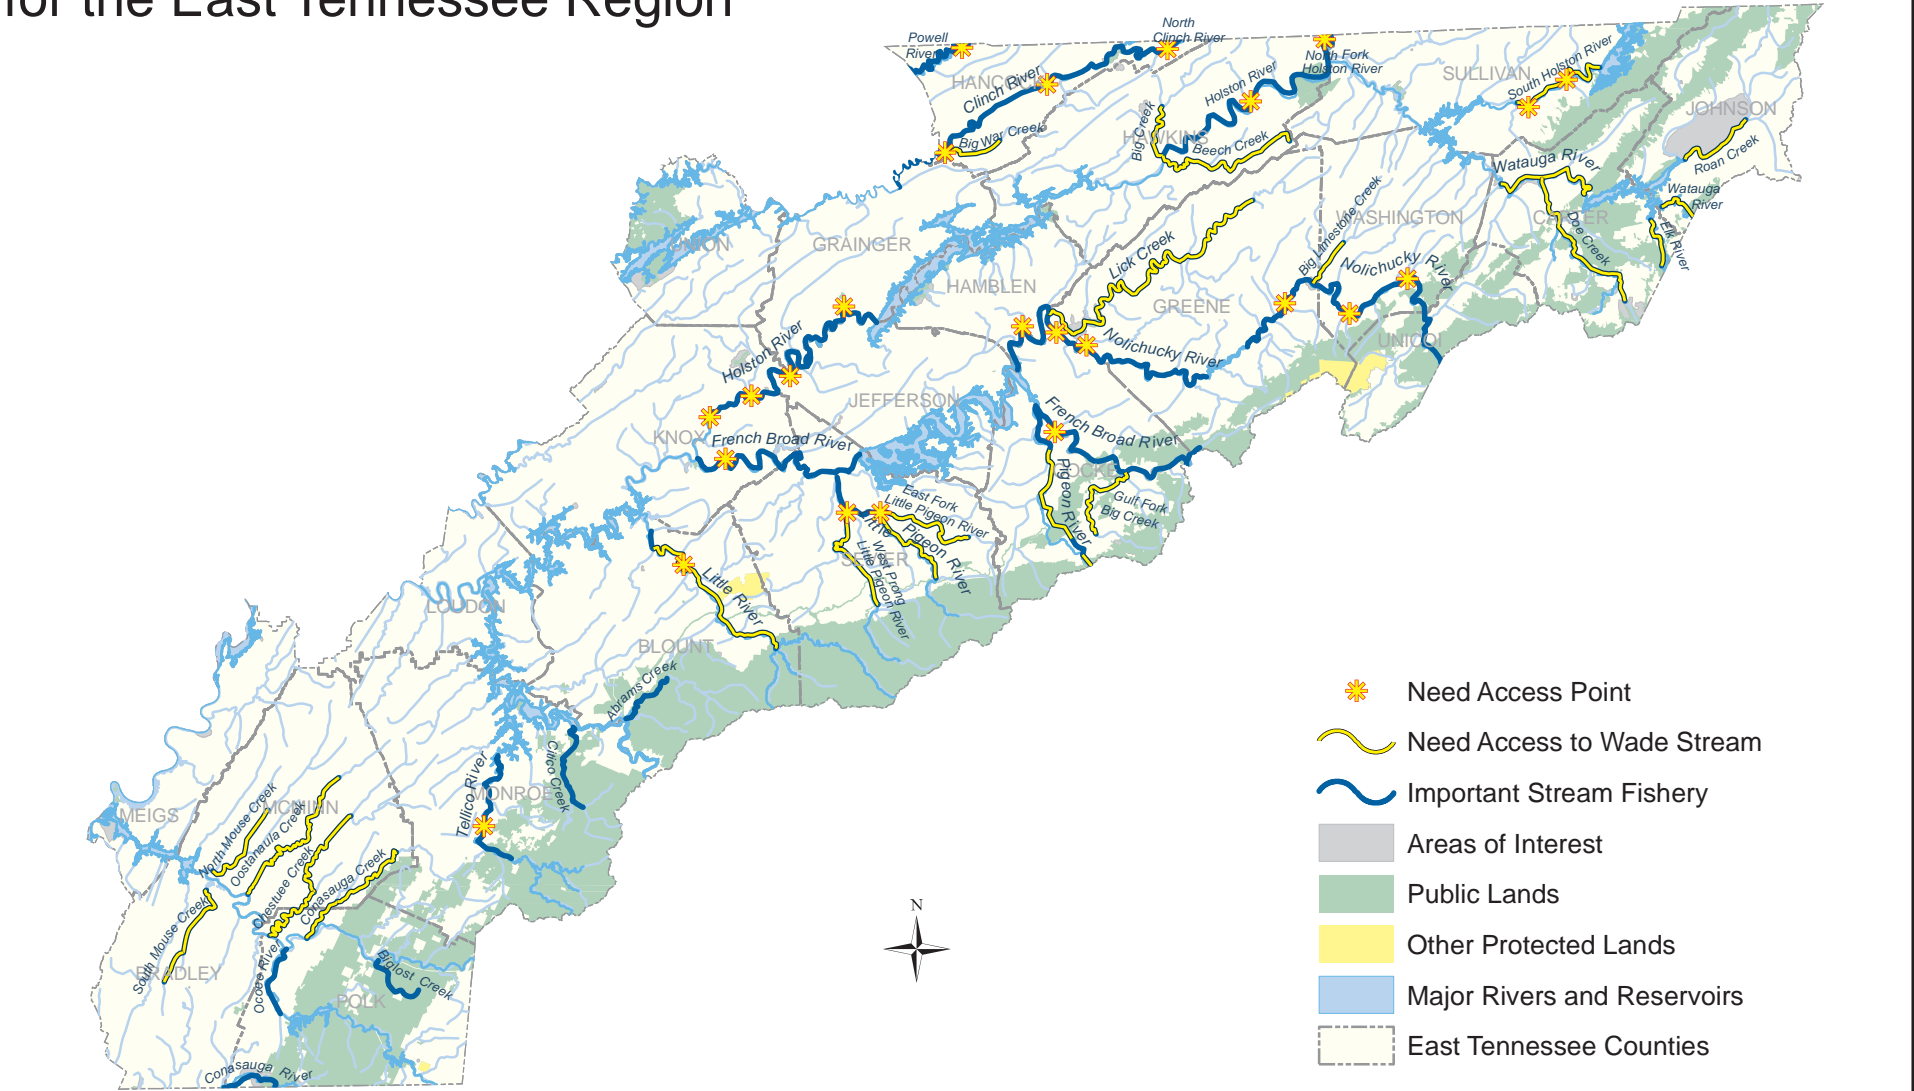 for the East Tennessee Region
Powell
River
North
Clinch River
North Fork
Holston River
HANCOCK
Clinch River
Big War Creek
Holston River
HAWKINS
Big Creek
Beech Creek
SULLIVAN
South Holston River
JOHNSON
Roan Creek
Watauga River
Watauga
River
CARTER
Doe Creek
Elk River
WASHINGTON
Big Limestone Creek
Nolichucky River
UNICOI
UNION
GRAINGER
HAMBLEN
Lick Creek
GREENE
Nolichucky River
Holston River
JEFFERSON
KNOX
French Broad River
French Broad River
COCKE
Pigeon River
Gulf Fork
Big Creek
East Fork
Little Pigeon River
Little Pigeon River
West Prong
Little Pigeon River
SEVIER
Little River
LOUDON
BLOUNT
Abrams Creek
Citico Creek
Tellico River
MONROE
MEIGS
MCMINN
North Mouse Creek
Oostanaula Creek
Chestuee Creek
Conasauga Creek
South Mouse Creek
BRADLEY
Ocoee River
Biglost Creek
POLK
Conasauga River
N
Need Access Point
Need Access to Wade Stream
Important Stream Fishery
Areas of Interest
Public Lands
Other Protected Lands
Major Rivers and Reservoirs
East Tennessee Counties